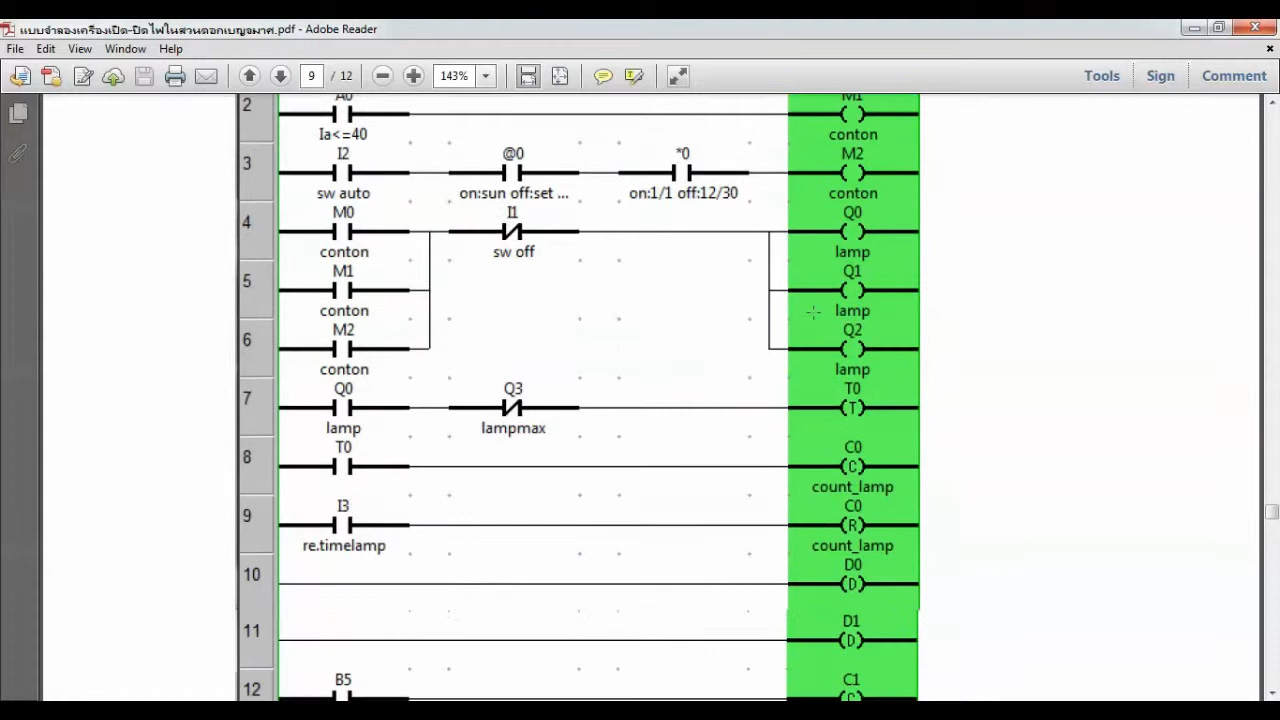 แบบจำลองเครื่องเปิด-ปิดไฟในสวนดอกเบญจมาศ.pdf - Adobe Reader
File Edit View Window Help
9 / 12 143% Tools Sign Comment
2 A0 M1
Ia<=40 conton
3 I2 @0 *0 M2
sw auto on:sun off:set ... on:1/1 off:12/30 conton
4 M0 I1 Q0
conton sw off lamp
5 M1 Q1
conton lamp
6 M2 Q2
conton lamp
7 Q0 Q3 T0
T
lamp lampmax
8 T0 C0
C
count_lamp
9 I3 C0
R
re.timelamp count_lamp
10 D0
D
11 D1
D
12 B5 C1
C